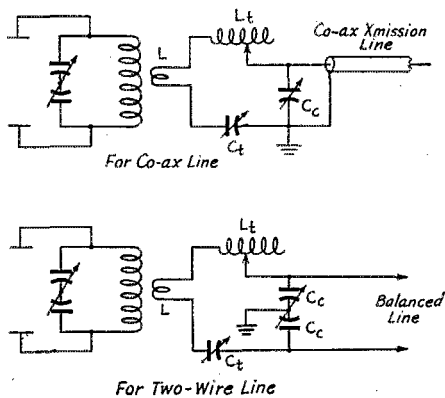 Lt
Co-ax Xmission
Line
L
Cc
Ct
For Co-ax Line
Lt
Cc
L
Cc
Balanced
Line
Ct
For Two-Wire Line